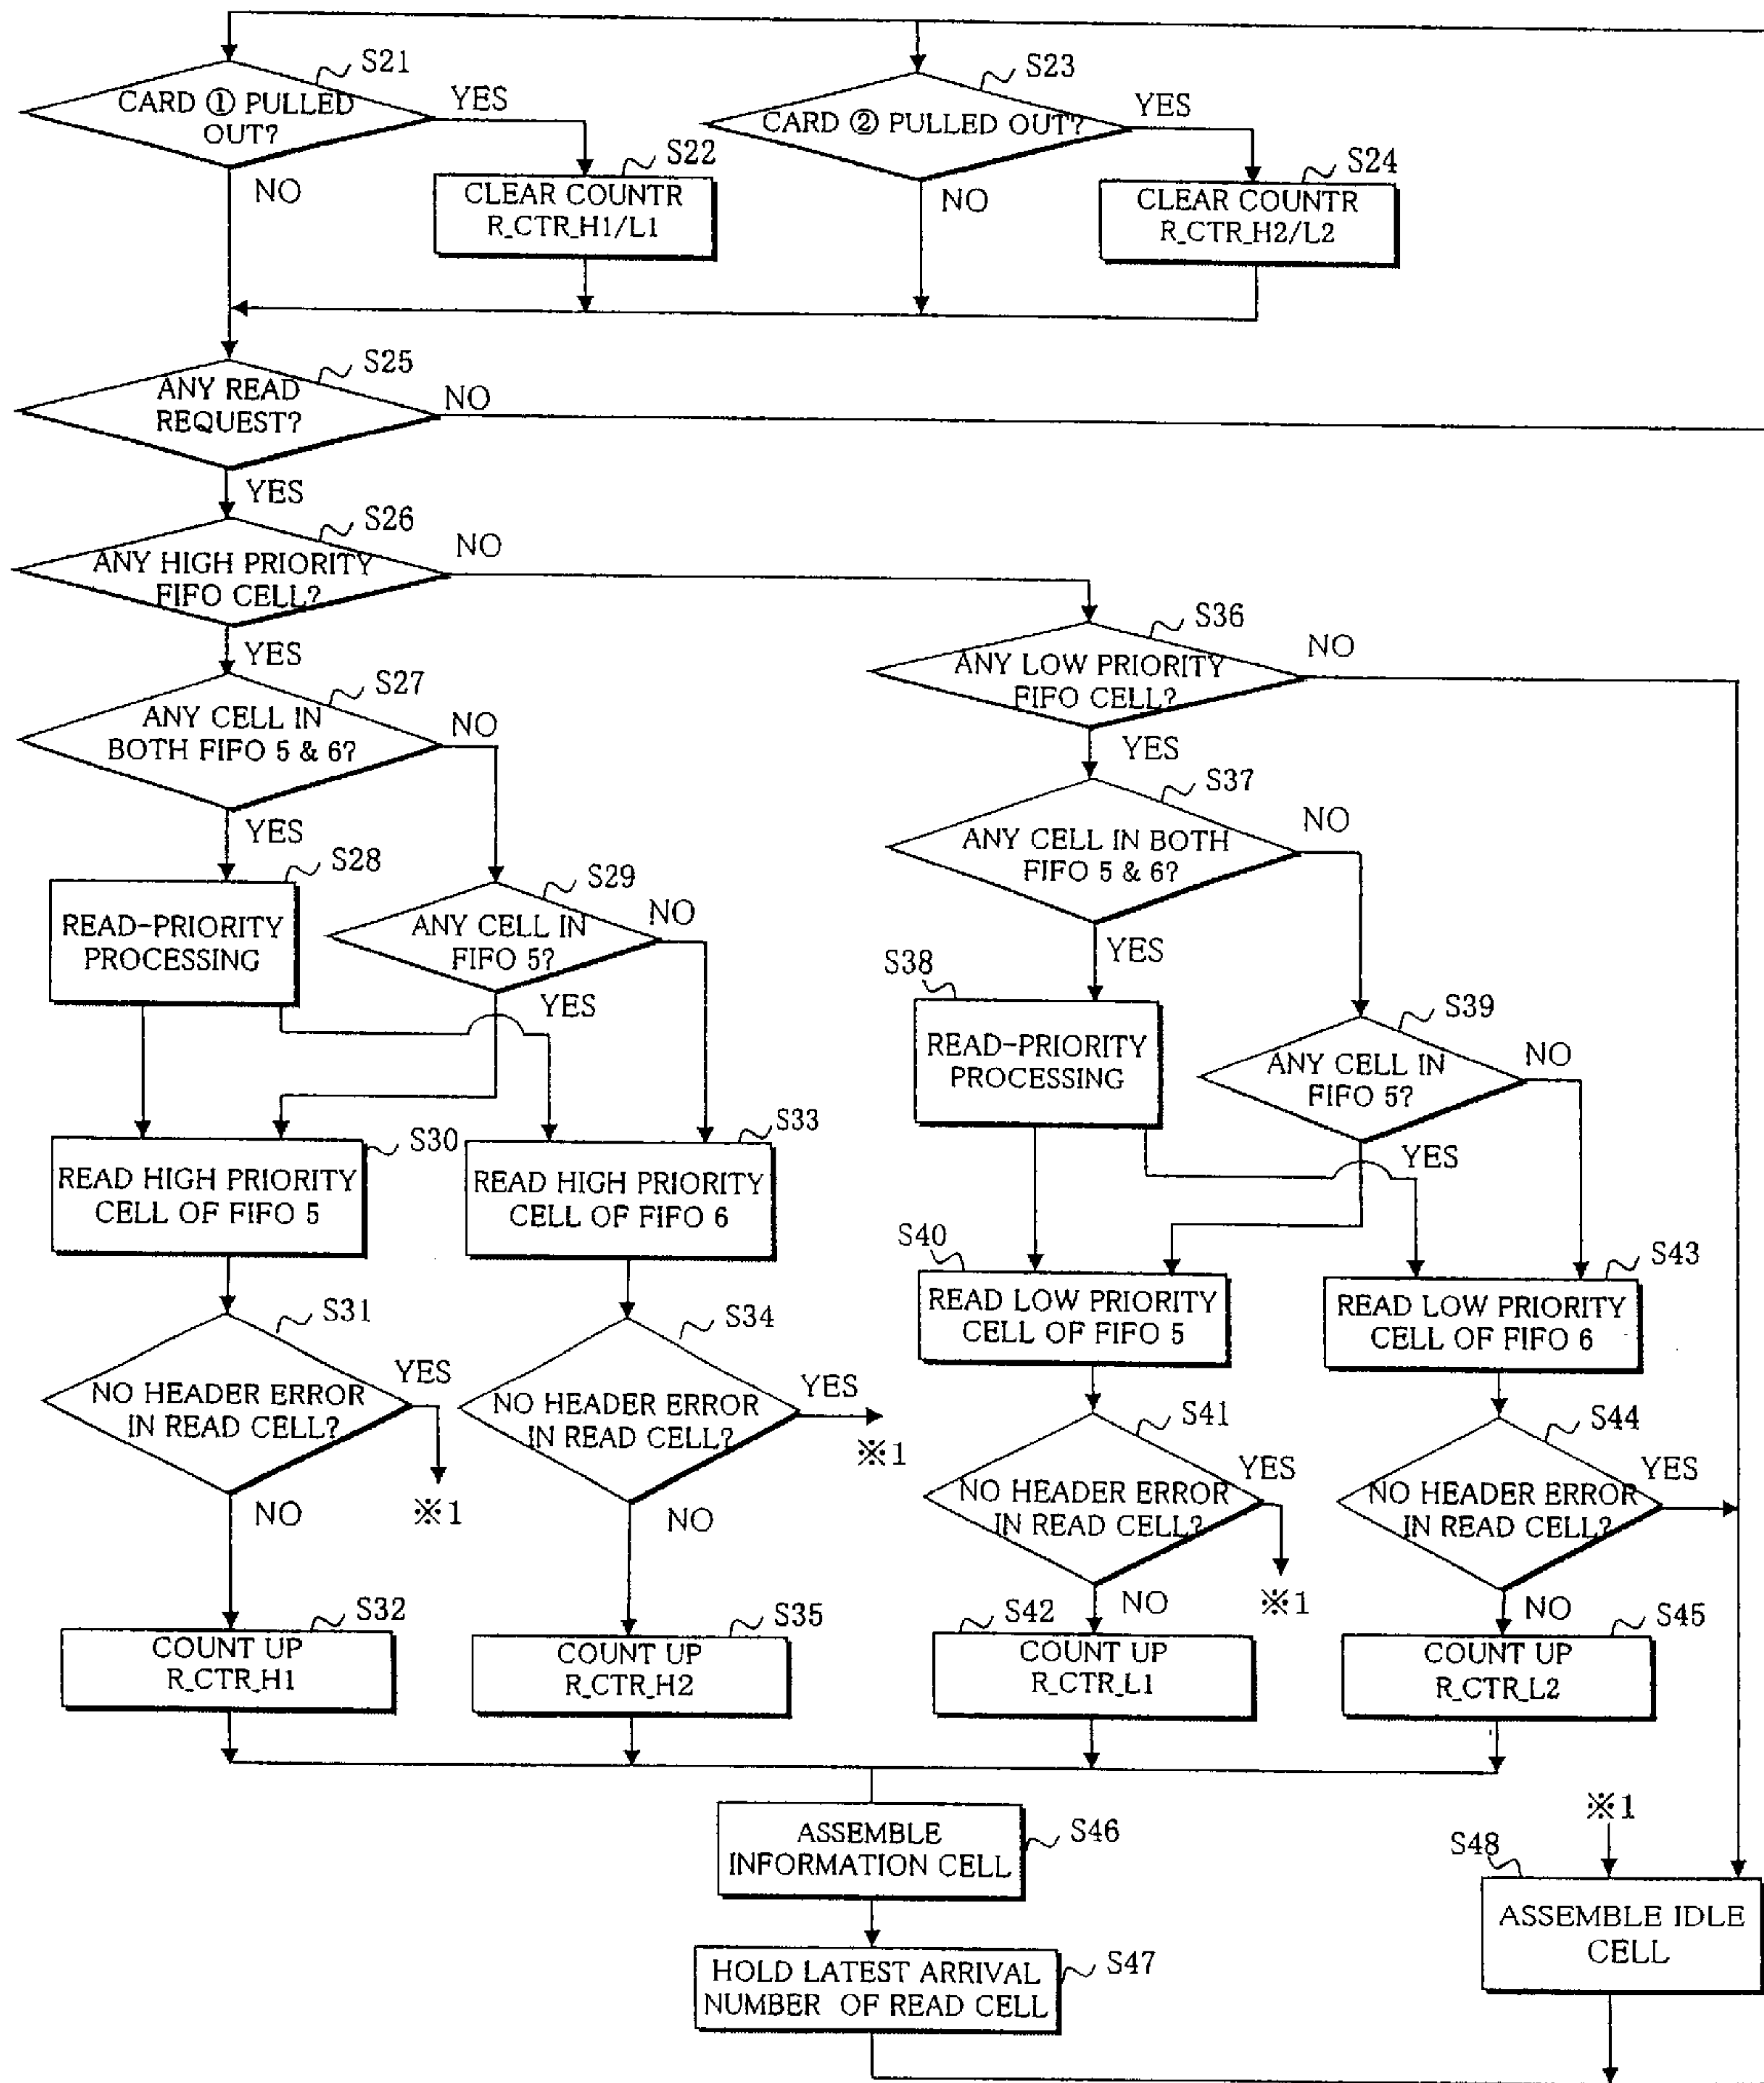 S21
CARD ① PULLED
OUT?
YES
NO
S22
CLEAR COUNTR
R_CTR_H1/L1
S23
CARD ② PULLED OUT?
YES
NO
S24
CLEAR COUNTR
R_CTR_H2/L2
S25
ANY READ
REQUEST?
NO
YES
S26
ANY HIGH PRIORITY
FIFO CELL?
NO
YES
S27
ANY CELL IN
BOTH FIFO 5 & 6?
NO
YES
S28
READ-PRIORITY
PROCESSING
S29
ANY CELL IN
FIFO 5?
NO
YES
S30
READ HIGH PRIORITY
CELL OF FIFO 5
S33
READ HIGH PRIORITY
CELL OF FIFO 6
S31
NO HEADER ERROR
IN READ CELL?
YES
※1
NO
S34
NO HEADER ERROR
IN READ CELL?
YES
※1
NO
S32
COUNT UP
R_CTR_H1
S35
COUNT UP
R_CTR_H2
S36
ANY LOW PRIORITY
FIFO CELL?
NO
YES
S37
ANY CELL IN BOTH
FIFO 5 & 6?
NO
YES
S38
READ-PRIORITY
PROCESSING
S39
ANY CELL IN
FIFO 5?
NO
YES
S40
READ LOW PRIORITY
CELL OF FIFO 5
S43
READ LOW PRIORITY
CELL OF FIFO 6
S41
NO HEADER ERROR
IN READ CELL?
YES
※1
NO
S44
NO HEADER ERROR
IN READ CELL?
YES
NO
S42
COUNT UP
R_CTR_L1
S45
COUNT UP
R_CTR_L2
S46
ASSEMBLE
INFORMATION CELL
S47
HOLD LATEST ARRIVAL
NUMBER OF READ CELL
※1
S48
ASSEMBLE IDLE
CELL